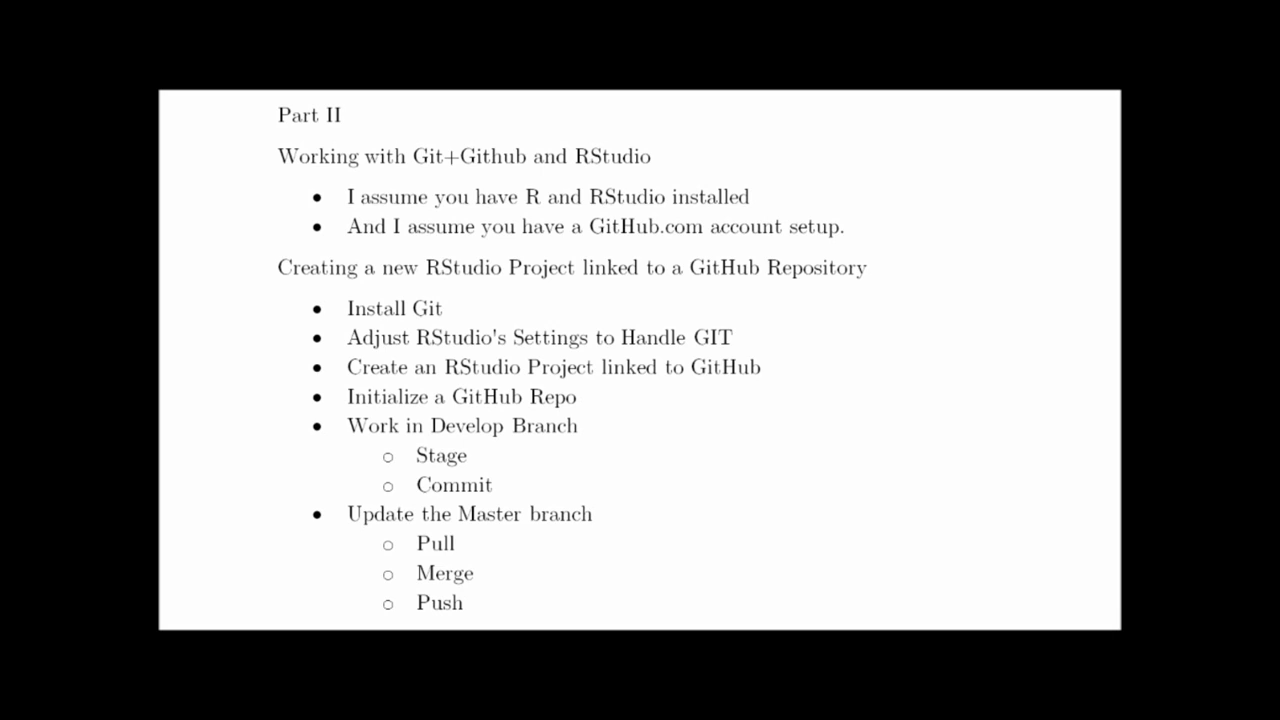 Part II
Working with Git+Github and RStudio
• I assume you have R and RStudio installed
• And I assume you have a GitHub.com account setup.
Creating a new RStudio Project linked to a GitHub Repository
• Install Git
• Adjust RStudio's Settings to Handle GIT
• Create an RStudio Project linked to GitHub
• Initialize a GitHub Repo
• Work in Develop Branch
○ Stage
○ Commit
• Update the Master branch
○ Pull
○ Merge
○ Push